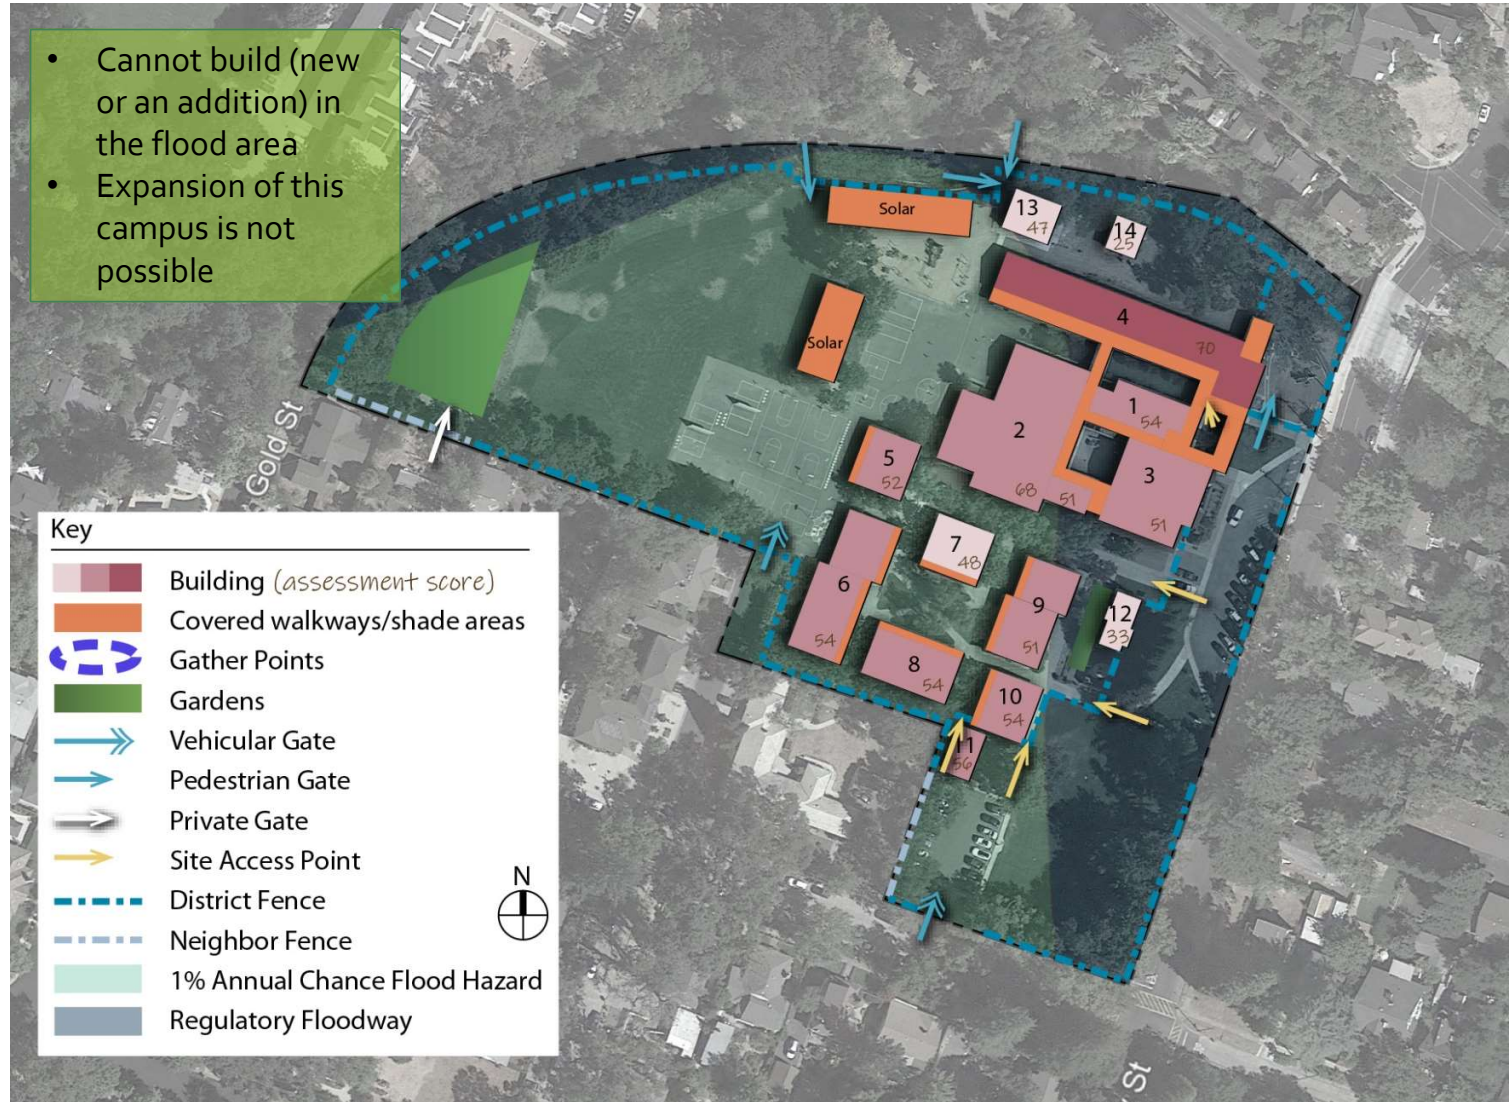 • Cannot build (new
or an addition) in
the flood area
• Expansion of this
campus is not
possible
Solar
13
47
14
25
4
70
Solar
1
54
2
68
51
3
51
5
52
7
48
6
54
9
51
12
33
8
54
10
54
11
56
Gold St
St
Key
Building (assessment score)
Covered walkways/shade areas
Gather Points
Gardens
Vehicular Gate
Pedestrian Gate
Private Gate
Site Access Point
N
District Fence
Neighbor Fence
1% Annual Chance Flood Hazard
Regulatory Floodway